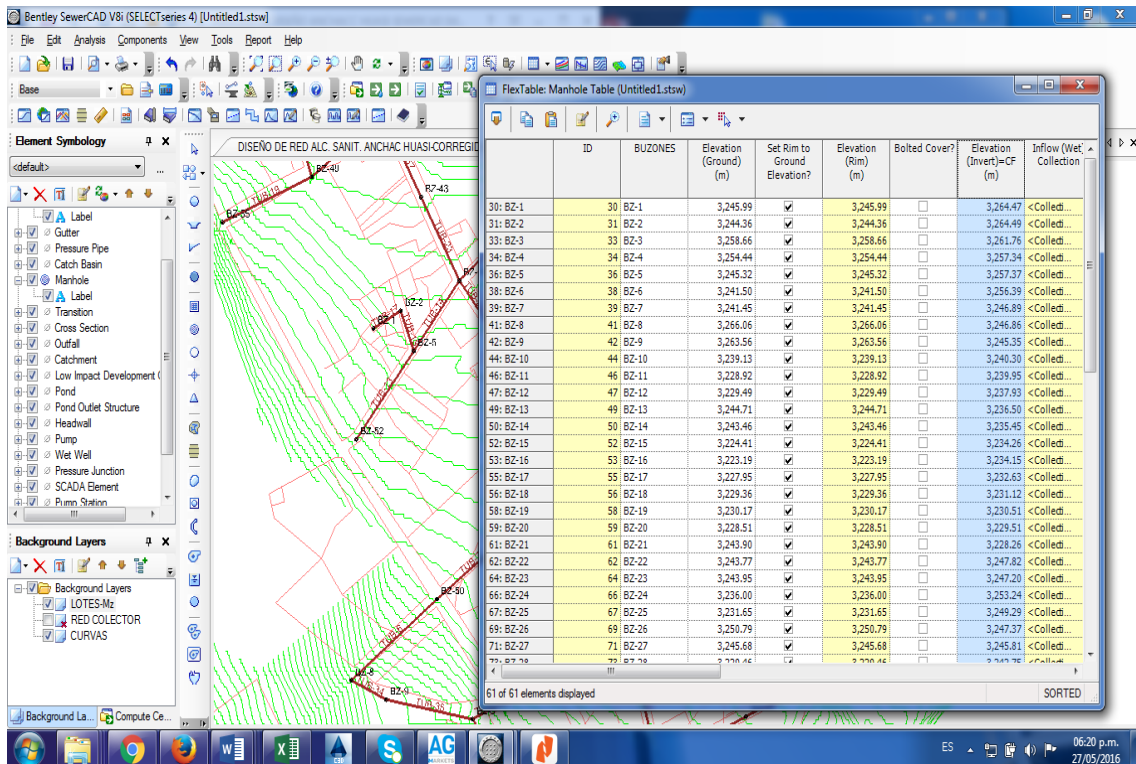 Bentley SewerCAD V8i (SELECTseries 4) [Untitled1.stsw]
File Edit Analysis Components View Tools Report Help
Base
Element Symbology
<default>
Label
Gutter
Pressure Pipe
Catch Basin
Manhole
Label
Transition
Cross Section
Outfall
Catchment
Low Impact Development (
Pond
Pond Outlet Structure
Headwall
Pump
Wet Well
Pressure Junction
SCADA Element
Pump Station
Background Layers
Background Layers
LOTES-Mz
RED COLECTOR
CURVAS
Background La... Compute Ce...
DISEÑO DE RED ALC. SANIT. ANCHAC HUASI-CORREGID
BZ-40
BZ-43
BZ-2
BZ-52
BZ-50
BZ-9
FlexTable: Manhole Table (Untitled1.stsw)
ID BUZONES Elevation (Ground) (m) Set Rim to Ground Elevation? Elevation (Rim) (m) Bolted Cover? Elevation (Invert)=CF (m) Inflow (Wet) Collection
30: BZ-1 30 BZ-1 3,245.99 3,245.99 3,264.47 <Collecti...
31: BZ-2 31 BZ-2 3,244.36 3,244.36 3,264.49 <Collecti...
33: BZ-3 33 BZ-3 3,258.66 3,258.66 3,261.76 <Collecti...
34: BZ-4 34 BZ-4 3,254.44 3,254.44 3,257.34 <Collecti...
36: BZ-5 36 BZ-5 3,245.32 3,245.32 3,257.37 <Collecti...
38: BZ-6 38 BZ-6 3,241.50 3,241.50 3,256.39 <Collecti...
39: BZ-7 39 BZ-7 3,241.45 3,241.45 3,246.89 <Collecti...
41: BZ-8 41 BZ-8 3,266.06 3,266.06 3,246.86 <Collecti...
42: BZ-9 42 BZ-9 3,263.56 3,263.56 3,245.35 <Collecti...
44: BZ-10 44 BZ-10 3,239.13 3,239.13 3,240.30 <Collecti...
46: BZ-11 46 BZ-11 3,228.92 3,228.92 3,239.95 <Collecti...
47: BZ-12 47 BZ-12 3,229.49 3,229.49 3,237.93 <Collecti...
49: BZ-13 49 BZ-13 3,244.71 3,244.71 3,236.50 <Collecti...
50: BZ-14 50 BZ-14 3,243.46 3,243.46 3,235.45 <Collecti...
52: BZ-15 52 BZ-15 3,224.41 3,224.41 3,234.26 <Collecti...
53: BZ-16 53 BZ-16 3,223.19 3,223.19 3,234.15 <Collecti...
55: BZ-17 55 BZ-17 3,227.95 3,227.95 3,232.63 <Collecti...
56: BZ-18 56 BZ-18 3,229.36 3,229.36 3,231.12 <Collecti...
58: BZ-19 58 BZ-19 3,230.17 3,230.17 3,230.51 <Collecti...
59: BZ-20 59 BZ-20 3,228.51 3,228.51 3,229.51 <Collecti...
61: BZ-21 61 BZ-21 3,243.90 3,243.90 3,228.26 <Collecti...
62: BZ-22 62 BZ-22 3,243.77 3,243.77 3,247.82 <Collecti...
64: BZ-23 64 BZ-23 3,243.95 3,243.95 3,247.20 <Collecti...
66: BZ-24 66 BZ-24 3,236.00 3,236.00 3,253.24 <Collecti...
67: BZ-25 67 BZ-25 3,231.65 3,231.65 3,249.29 <Collecti...
69: BZ-26 69 BZ-26 3,250.79 3,250.79 3,247.37 <Collecti...
71: BZ-27 71 BZ-27 3,245.68 3,245.68 3,245.81 <Collecti...
61 of 61 elements displayed SORTED
AG MARKETS
ES 06:20 p.m.
27/05/2016